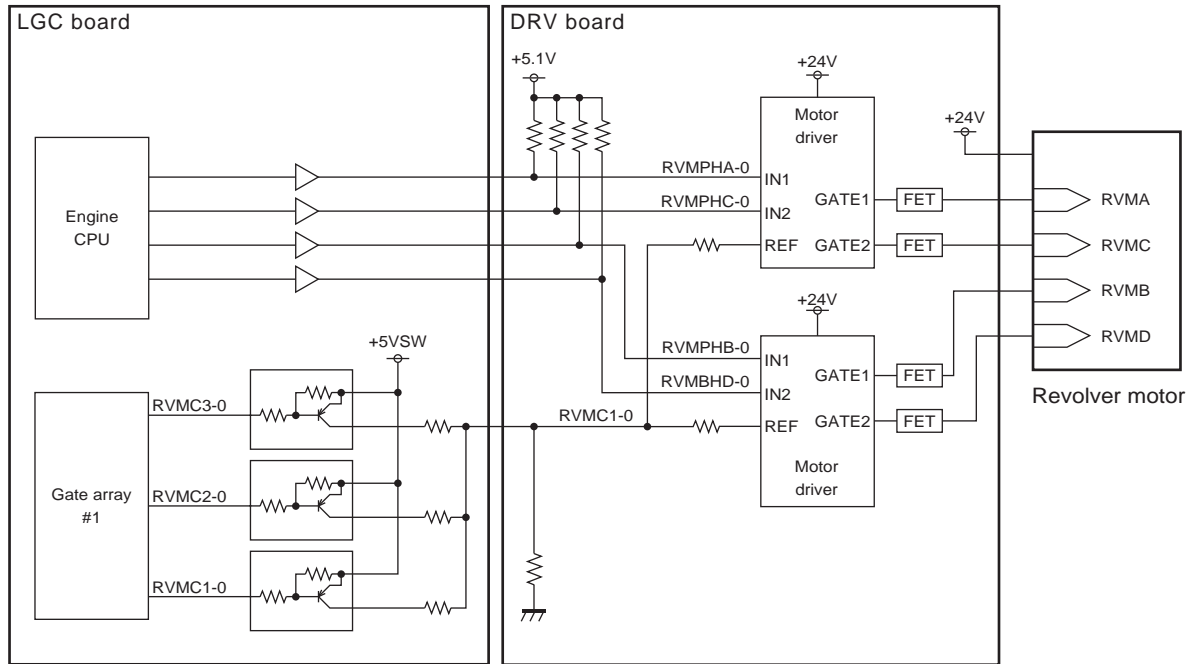 LGC board
DRV board
+5.1V
+24V
Motor
driver
+24V
RVMPHA-0
IN1
GATE1
FET
RVMA
Engine
CPU
RVMPHC-0
IN2
REF
GATE2
FET
RVMC
+24V
RVMB
RVMD
+5VSW
RVMPHB-0
IN1
GATE1
FET
RVMBHD-0
IN2
Revolver motor
RVMC3-0
RVMC1-0
REF
GATE2
FET
Motor
driver
Gate array
#1
RVMC2-0
RVMC1-0